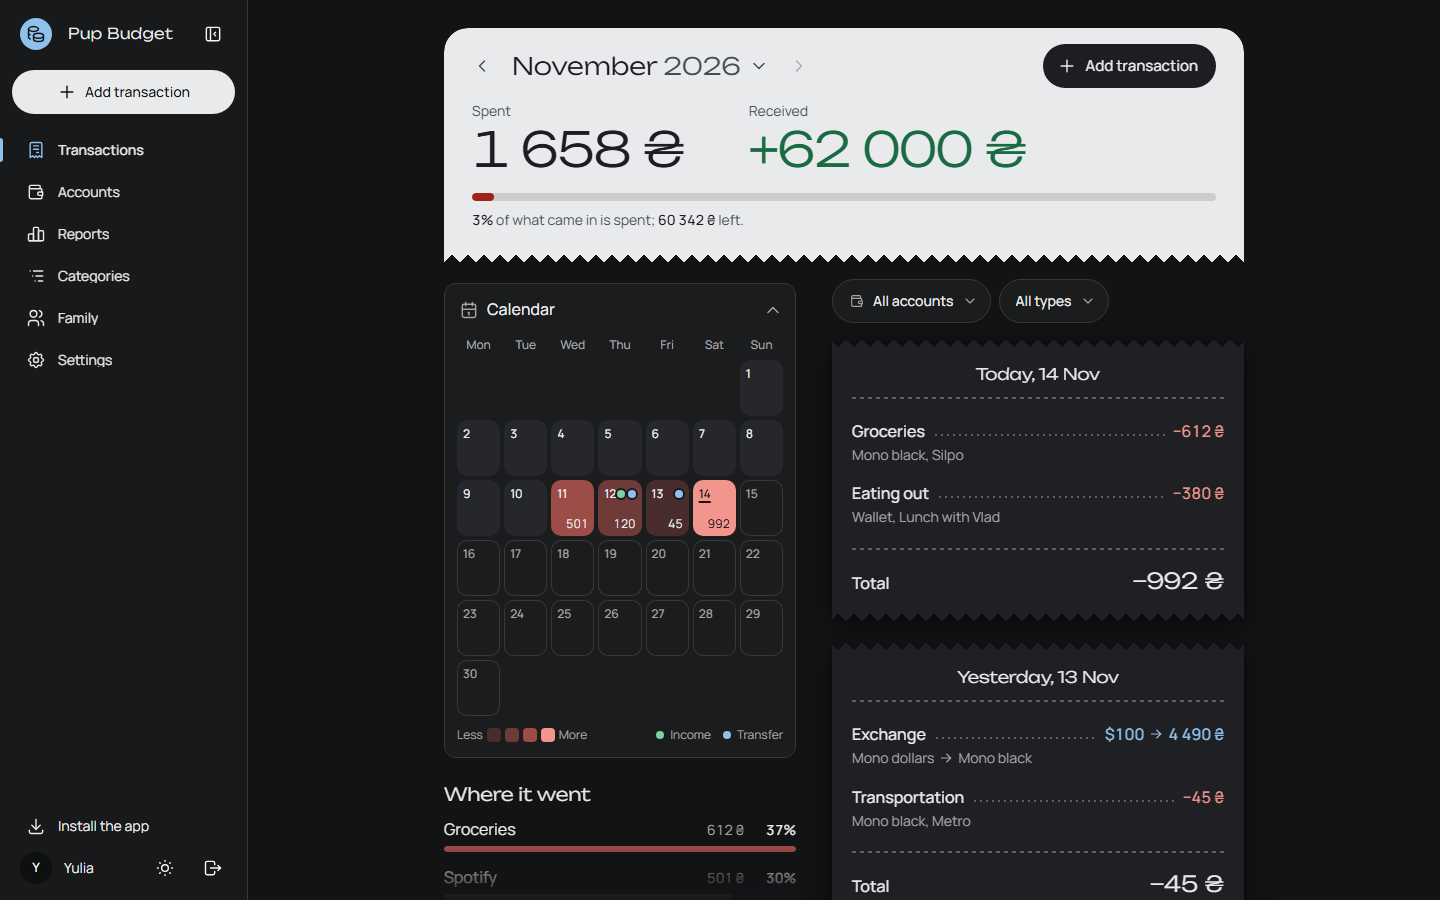 Pup Budget
Add transaction
Transactions
Accounts
Reports
Categories
Family
Settings
Install the app
Y Yulia
November 2026
Add transaction
Spent
1 658 ₴
Received
+62 000 ₴
3% of what came in is spent; 60 342 ₴ left.
Calendar
Mon Tue Wed Thu Fri Sat Sun
1
2 3 4 5 6 7 8
9 10 11 12 13 14 15
501 120 45 992
16 17 18 19 20 21 22
23 24 25 26 27 28 29
30
Less More Income Transfer
Where it went
Groceries 612 ₴ 37%
Spotify 501 ₴ 30%
All accounts All types
Today, 14 Nov
Groceries −612 ₴
Mono black, Silpo
Eating out −380 ₴
Wallet, Lunch with Vlad
Total −992 ₴
Yesterday, 13 Nov
Exchange $100 → 4 490 ₴
Mono dollars → Mono black
Transportation −45 ₴
Mono black, Metro
Total −45 ₴